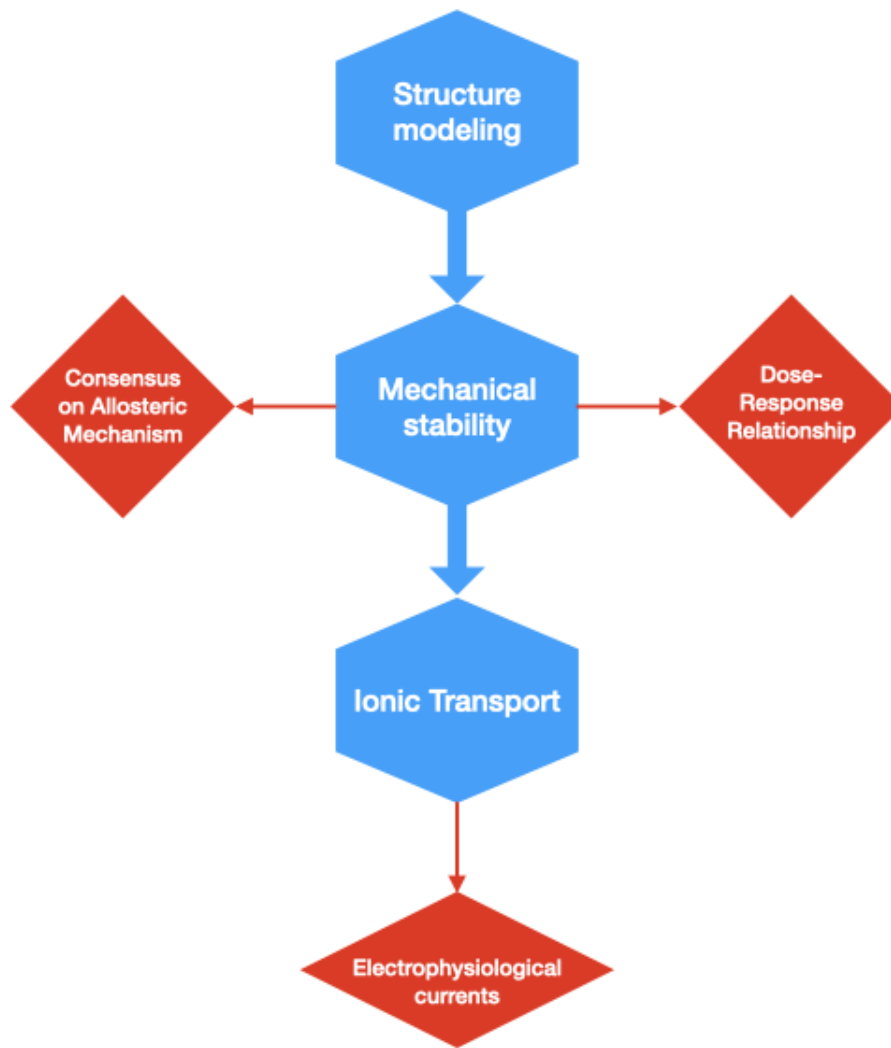 Structure
modeling
Consensus
on Allosteric
Mechanism
Mechanical
stability
Dose-
Response
Relationship
Ionic Transport
Electrophysiological
currents